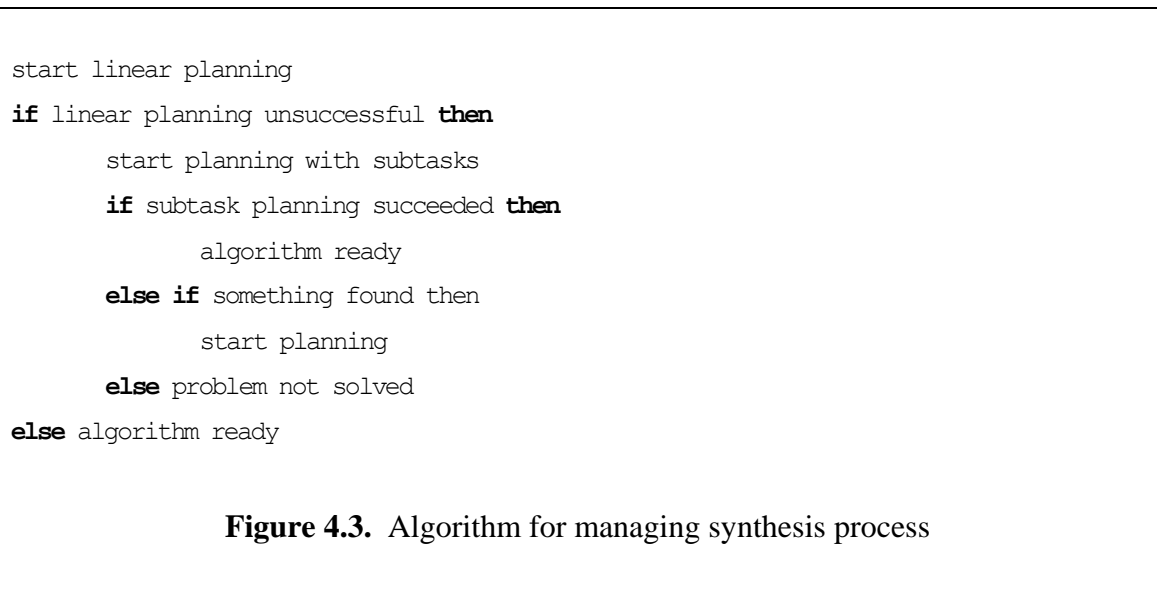 start linear planning
if linear planning unsuccessful then
start planning with subtasks
if subtask planning succeeded then
algorithm ready
else if something found then
start planning
else problem not solved
else algorithm ready
Figure 4.3. Algorithm for managing synthesis process